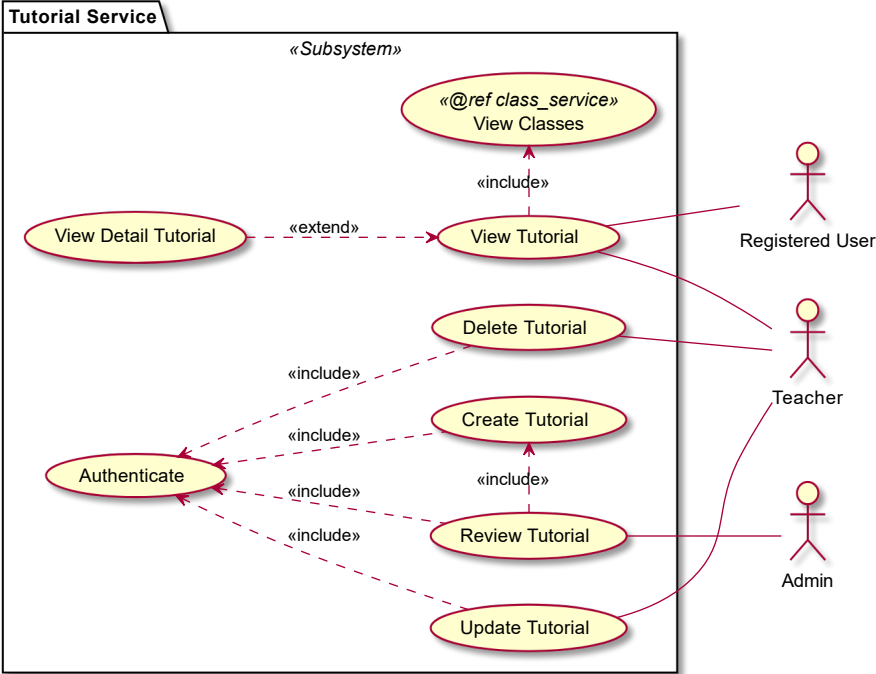 Tutorial Service
«Subsystem»
«@ref class_service»
View Classes
«include»
View Detail Tutorial
«extend»
View Tutorial
Registered User
Delete Tutorial
«include»
Teacher
Create Tutorial
«include»
Authenticate
«include»
«include»
Review Tutorial
«include»
Admin
Update Tutorial